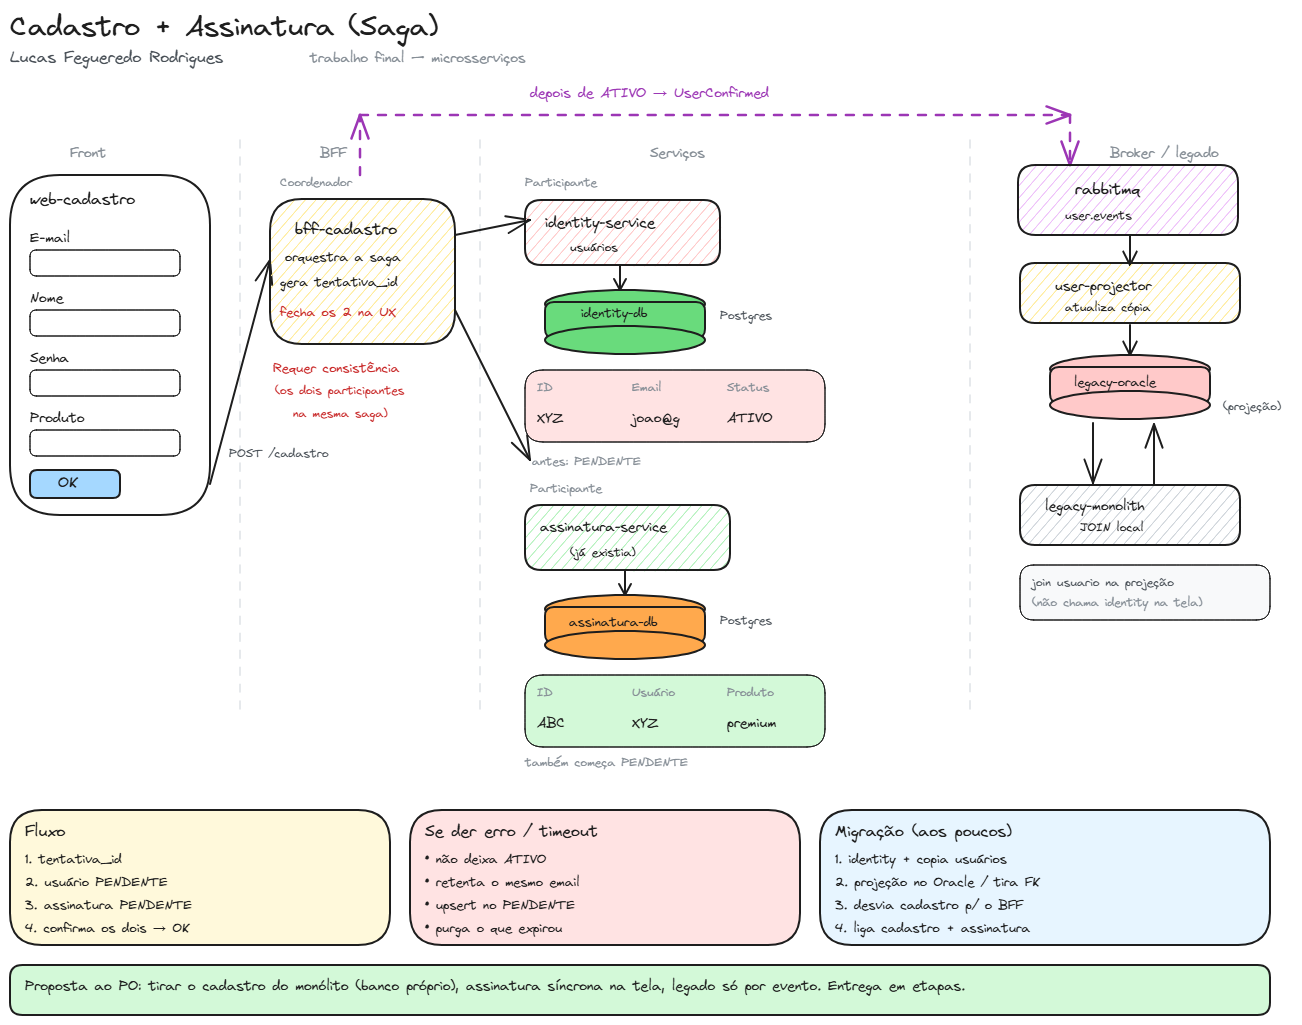 Cadastro + Assinatura (Saga)
Lucas Fegueredo Rodrigues
trabalho final — microsserviços
depois de ATIVO → UserConfirmed
Front
BFF
Serviços
Broker / legado
web-cadastro
E-mail
Nome
Senha
Produto
OK
POST /cadastro
Coordenador
bff-cadastro
orquestra a saga
gera tentativa_id
fecha os 2 na UX
Requer consistência
(os dois participantes
na mesma saga)
Participante
identity-service
usuários
identity-db
Postgres
ID Email Status
XYZ joao@g ATIVO
antes: PENDENTE
Participante
assinatura-service
(já existia)
assinatura-db
Postgres
ID Usuário Produto
ABC XYZ premium
também começa PENDENTE
rabbitmq
user.events
user-projector
atualiza cópia
legacy-oracle
(projeção)
legacy-monolith
JOIN local
join usuario na projeção
(não chama identity na tela)
Fluxo
1. tentativa_id
2. usuário PENDENTE
3. assinatura PENDENTE
4. confirma os dois → OK
Se der erro / timeout
• não deixa ATIVO
• retenta o mesmo email
• upsert no PENDENTE
• purga o que expirou
Migração (aos poucos)
1. identity + copia usuários
2. projeção no Oracle / tira FK
3. desvia cadastro p/ o BFF
4. liga cadastro + assinatura
Proposta ao PO: tirar o cadastro do monólito (banco próprio), assinatura síncrona na tela, legado só por evento. Entrega em etapas.